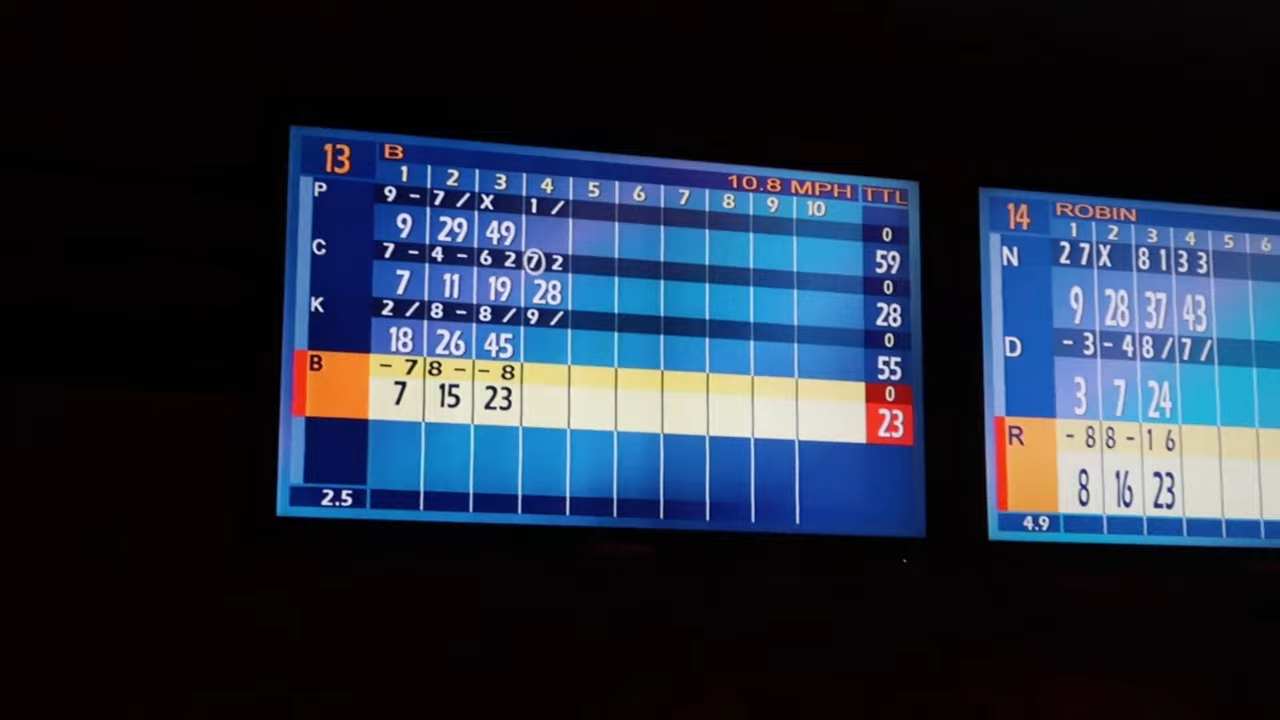 13 B
10.8 MPH TTL
1 2 3 4 5 6 7 8 9 10
P 9 - 7 / X 1 / 0
9 29 49 59
C 7 - 4 - 6 2 7 2 0
7 11 19 28 28
K 2 / 8 - 8 / 9 / 0
18 26 45 55
B - 7 8 - - 8 0
7 15 23 23
2.5
14 ROBIN
1 2 3 4 5 6
N 2 7 X 8 1 3 3
9 28 37 43
D - 3 - 4 8 / 7 /
3 7 24
R - 8 8 - 1 6
8 16 23
4.9